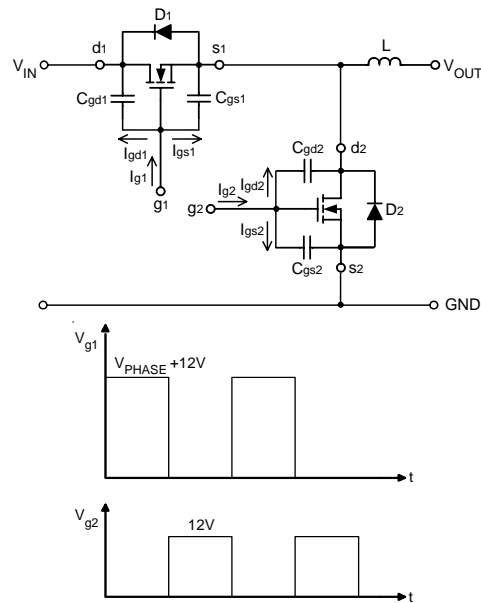 D1
d1
s1
L
VIN
VOUT
Cgd1
Cgs1
Igd1
Igs1
Ig1
g1
Cgd2
d2
Ig2
Igd2
g2
D2
Igs2
Cgs2
s2
GND
Vg1
VPHASE +12V
t
Vg2
12V
t